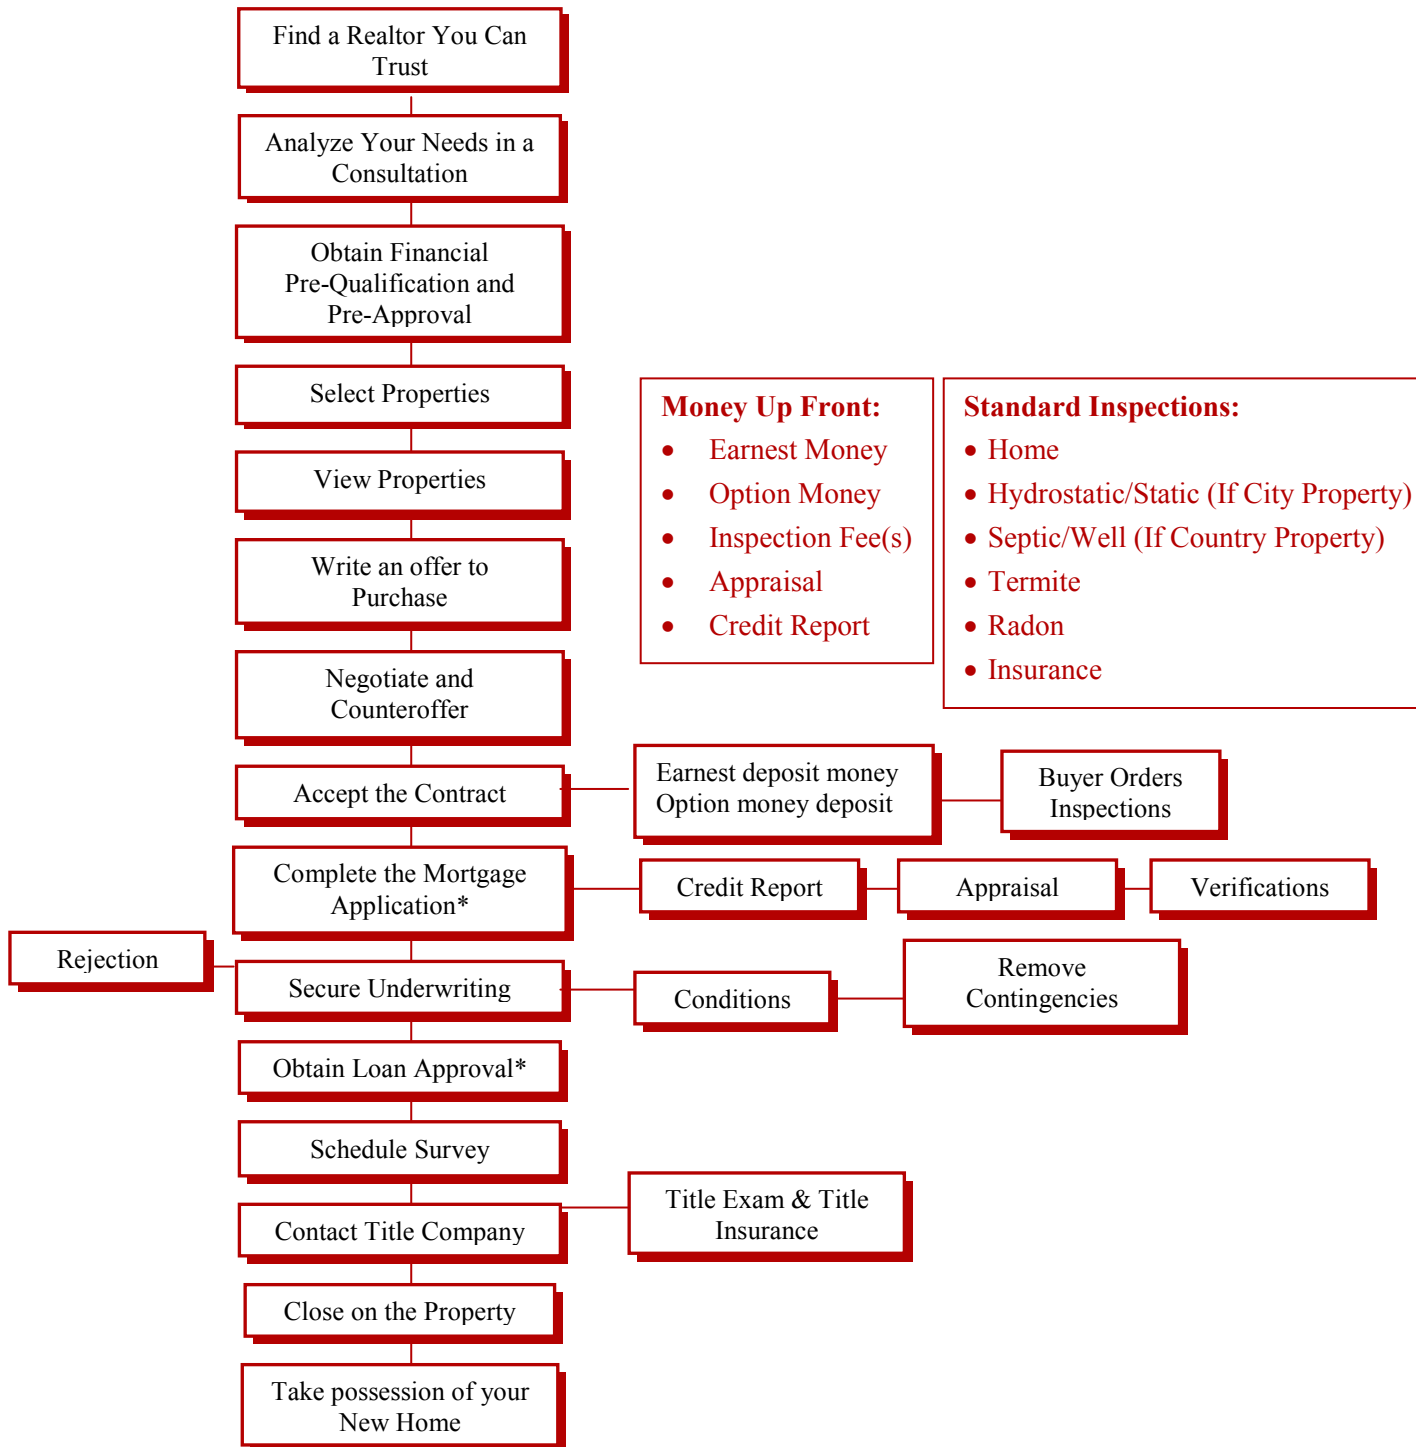 Find a Realtor You Can
Trust
Analyze Your Needs in a
Consultation
Obtain Financial
Pre-Qualification and
Pre-Approval
Select Properties
View Properties
Write an offer to
Purchase
Negotiate and
Counteroffer
Money Up Front:
• Earnest Money
• Option Money
• Inspection Fee(s)
• Appraisal
• Credit Report
Standard Inspections:
• Home
• Hydrostatic/Static (If City Property)
• Septic/Well (If Country Property)
• Termite
• Radon
• Insurance
Accept the Contract
Earnest deposit money
Option money deposit
Buyer Orders
Inspections
Complete the Mortgage
Application*
Credit Report
Appraisal
Verifications
Rejection
Secure Underwriting
Conditions
Remove
Contingencies
Obtain Loan Approval*
Schedule Survey
Contact Title Company
Title Exam & Title
Insurance
Close on the Property
Take possession of your
New Home